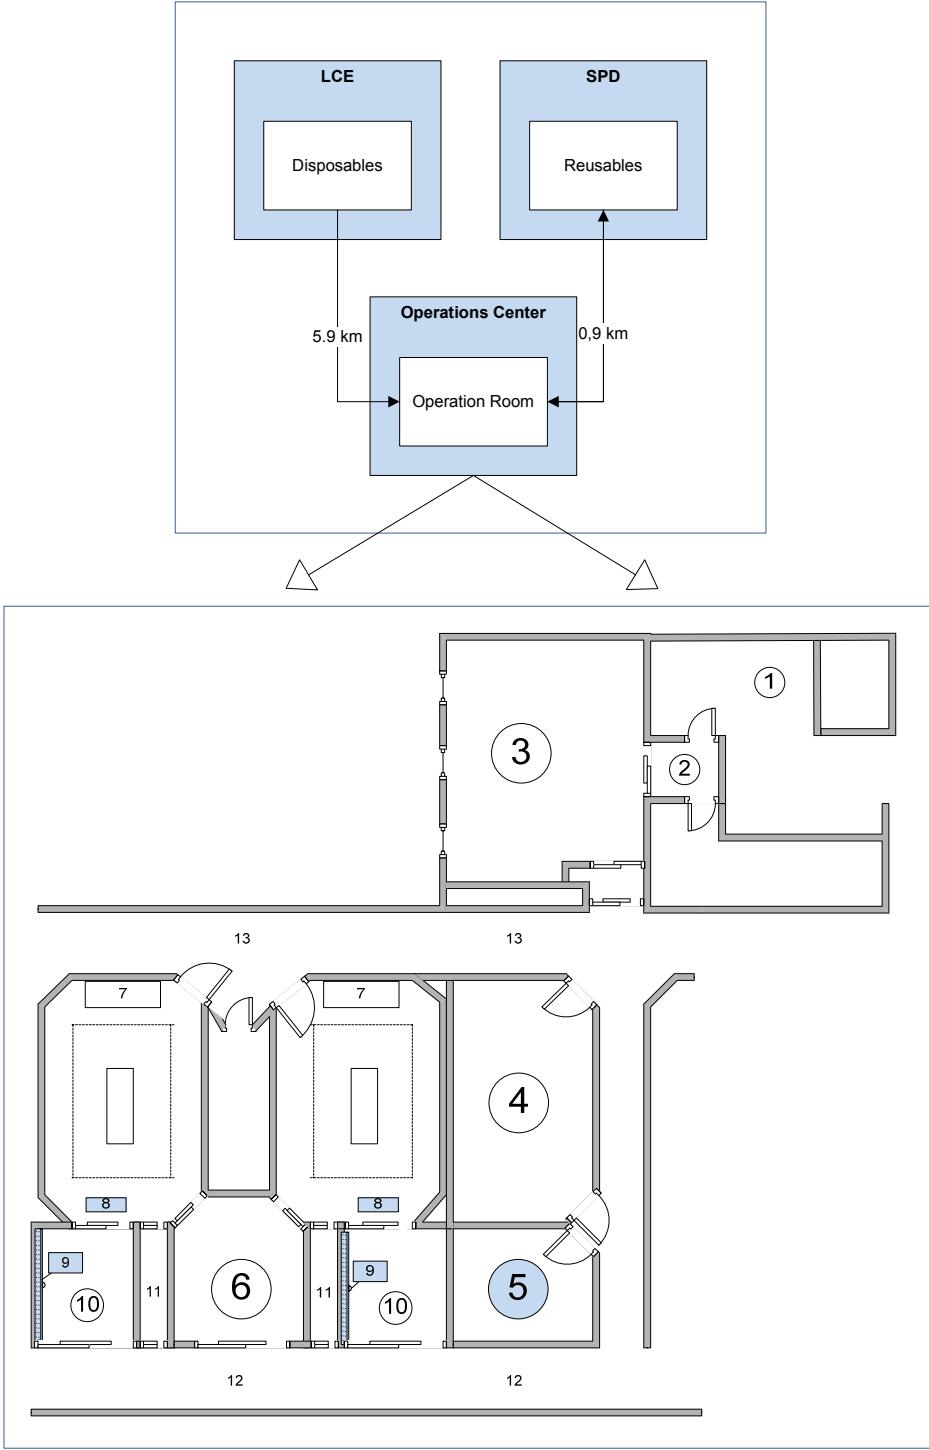 LCE
SPD
Disposables
Reusables
Operations Center
5.9 km
0,9 km
Operation Room
1
3
2
13
13
7
7
4
8
8
9
9
11
11
6
5
10
10
12
12